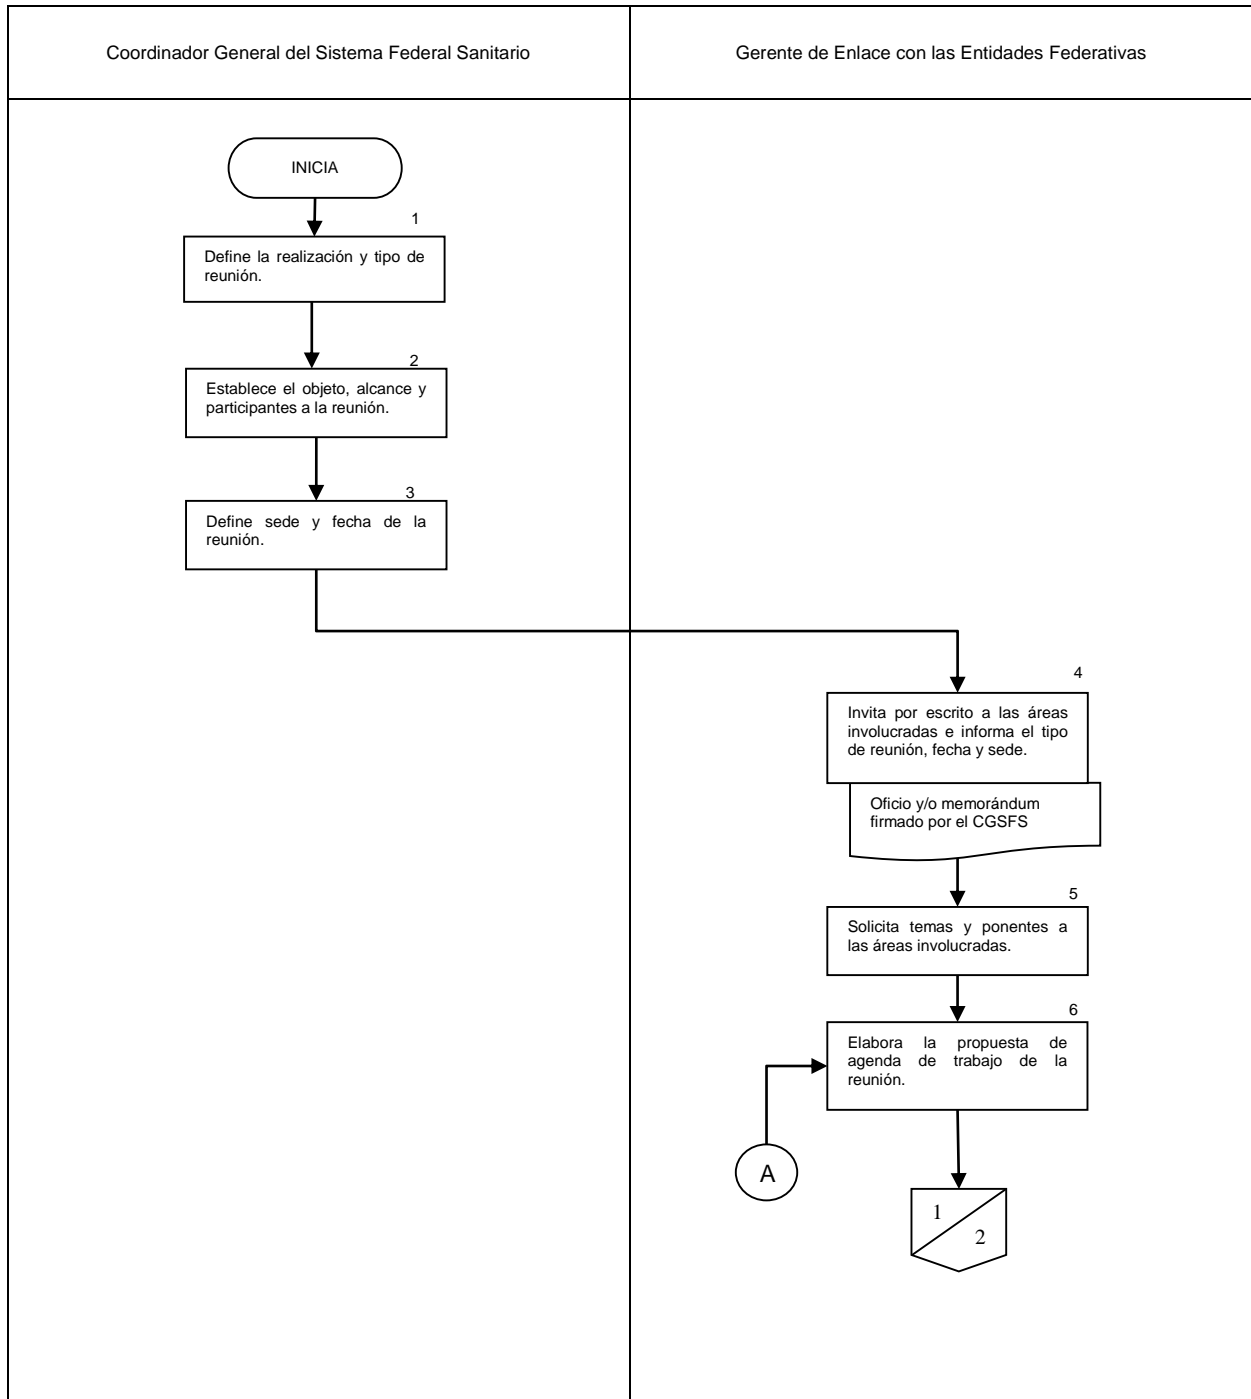 Coordinador General del Sistema Federal Sanitario
Gerente de Enlace con las Entidades Federativas
INICIA
1
Define la realización y tipo de
reunión.
2
Establece el objeto, alcance y
participantes a la reunión.
3
Define sede y fecha de la
reunión.
4
Invita por escrito a las áreas
involucradas e informa el tipo
de reunión, fecha y sede.
Oficio y/o memorándum
firmado por el CGSFS
5
Solicita temas y ponentes a
las áreas involucradas.
6
Elabora la propuesta de
agenda de trabajo de la
reunión.
A
1
2